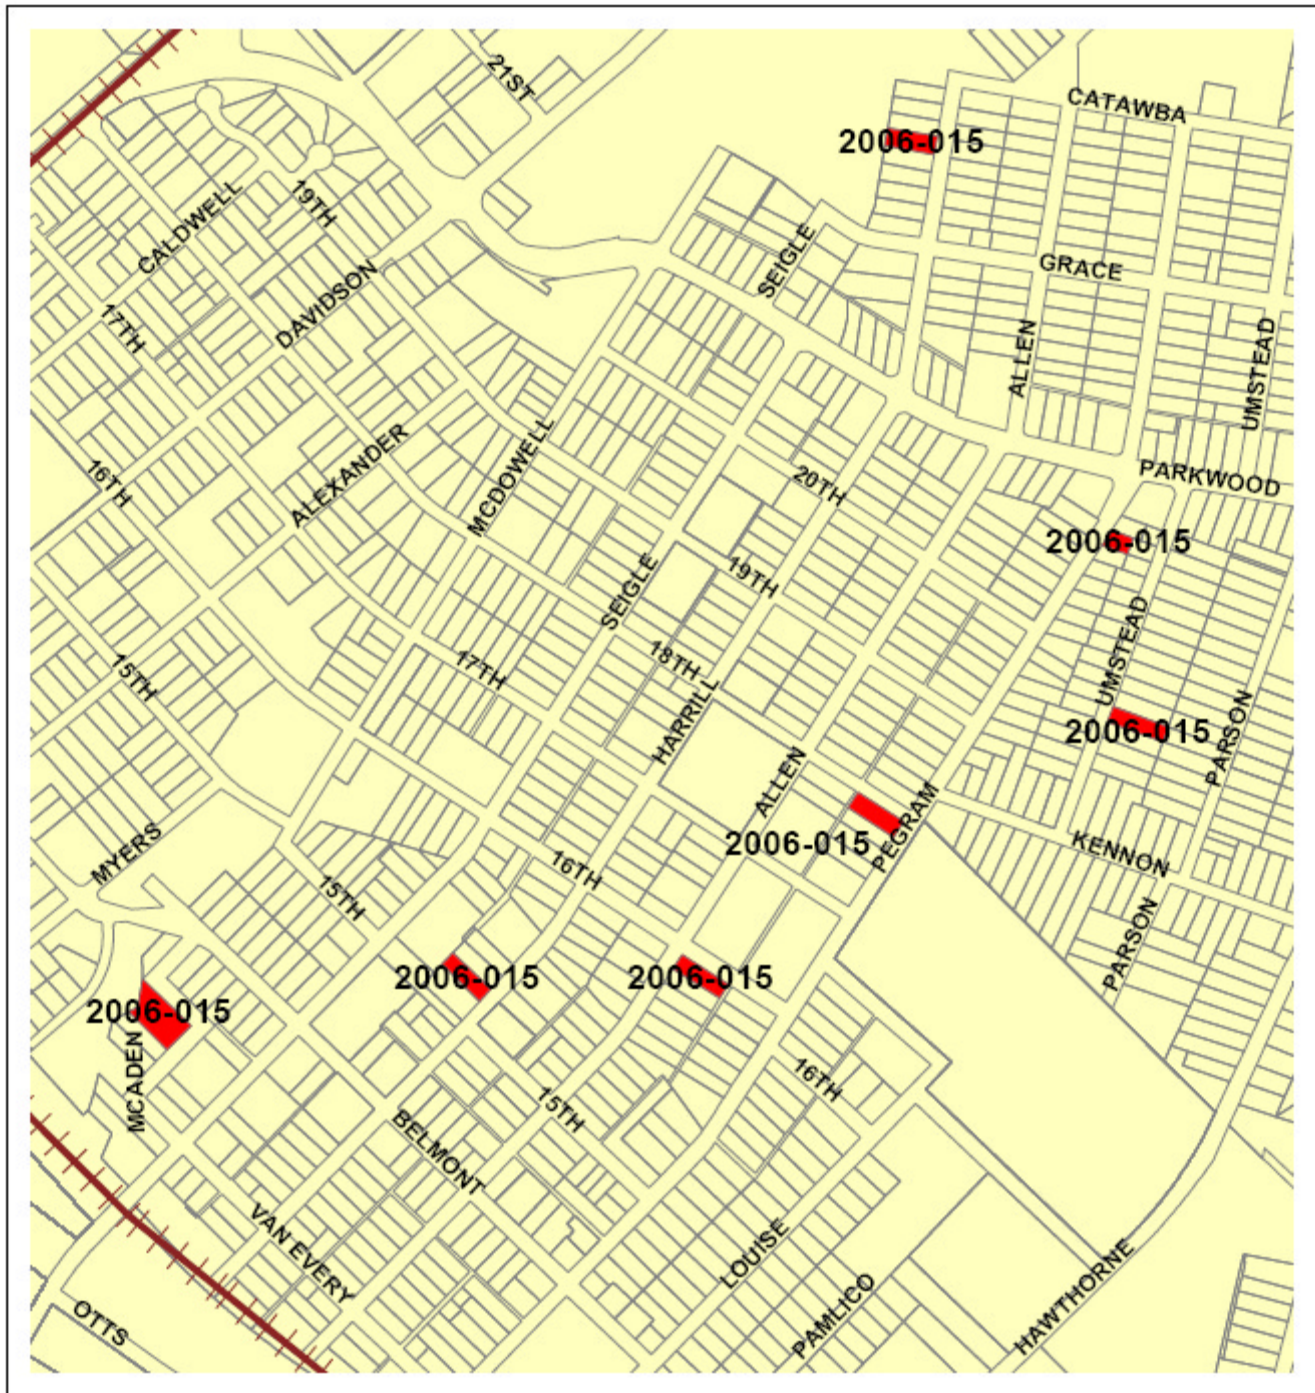 21ST
CATAWBA
2006-015
19TH
CALDWELL
SEIGLE
GRACE
DAVIDSON
17TH
ALLEN
UMSTEAD
ALEXANDER
MCDOWELL
16TH
20TH
PARKWOOD
2006-015
19TH
SEIGLE
UMSTEAD
18TH
17TH
15TH
HARRILL
2006-015
PARSON
ALLEN
PEGRAM
2006-015
MYERS
KENNON
16TH
15TH
PARSON
2006-015
2006-015
2006-015
MCADEN
16TH
15TH
BELMONT
VAN EVERY
LOUISE
HAWTHORNE
PAMLICO
OTTS